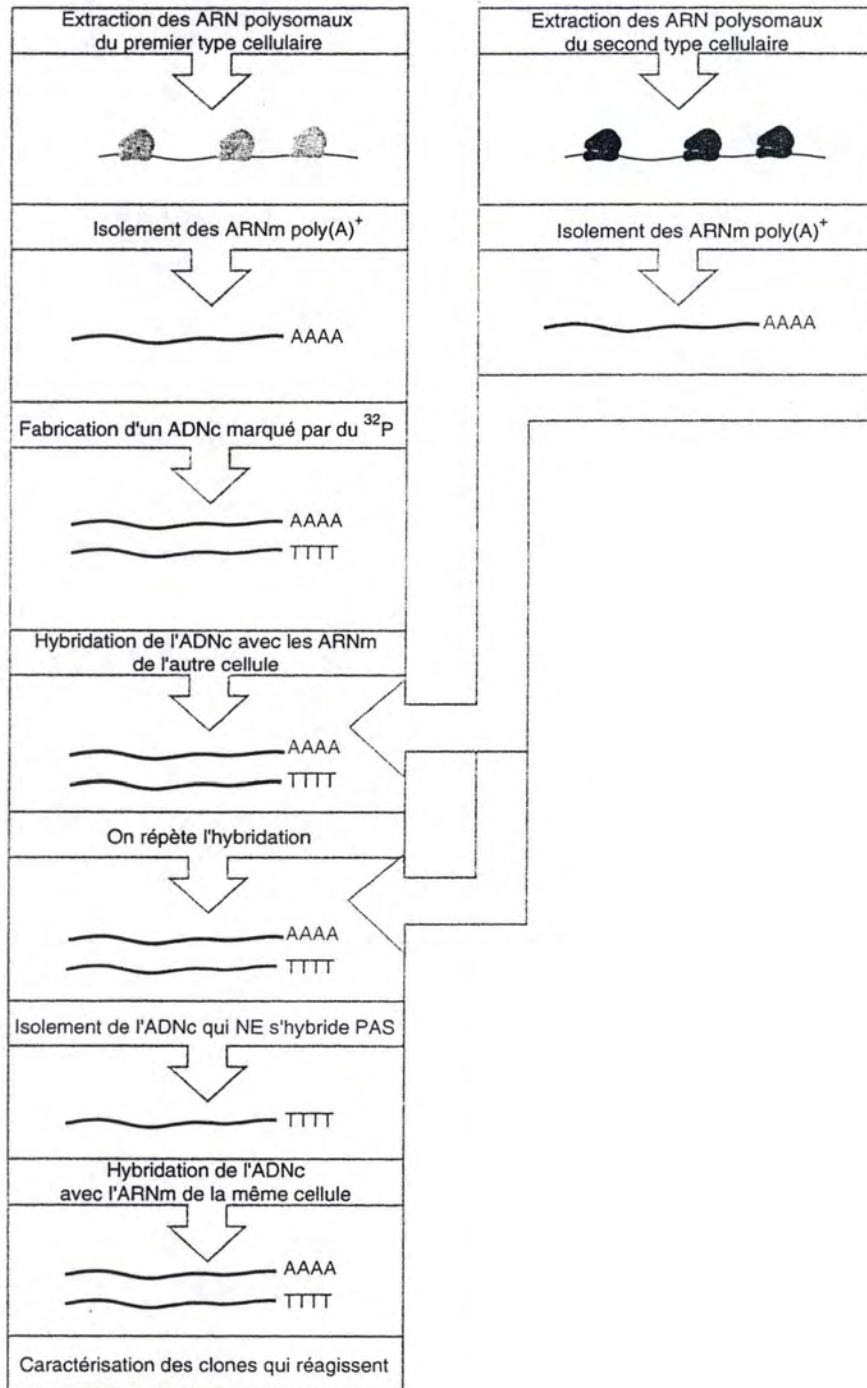 Extraction des ARN polysomaux
du premier type cellulaire
Extraction des ARN polysomaux
du second type cellulaire
Isolement des ARNm poly(A)+
Isolement des ARNm poly(A)+
AAAA
AAAA
Fabrication d'un ADNc marqué par du 32P
AAAA
TTTT
Hybridation de l'ADNc avec les ARNm
de l'autre cellule
AAAA
TTTT
On répète l'hybridation
AAAA
TTTT
Isolement de l'ADNc qui NE s'hybride PAS
TTTT
Hybridation de l'ADNc
avec l'ARNm de la même cellule
AAAA
TTTT
Caractérisation des clones qui réagissent